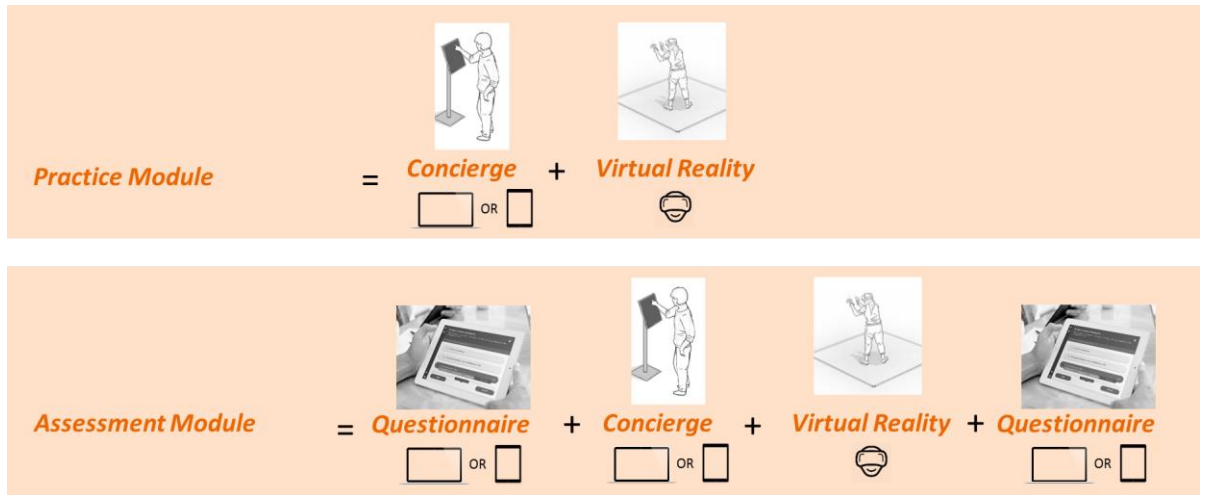 Practice Module = Concierge + Virtual Reality
OR
Assessment Module = Questionnaire + Concierge + Virtual Reality + Questionnaire
OR OR OR